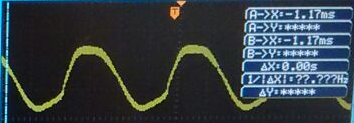 T
A->X=-1.17ms
A->Y=*****
B->X=-1.17ms
B->Y=*****
ΔX=0.00s
1/|ΔX|=??.???Hz
ΔY=*****